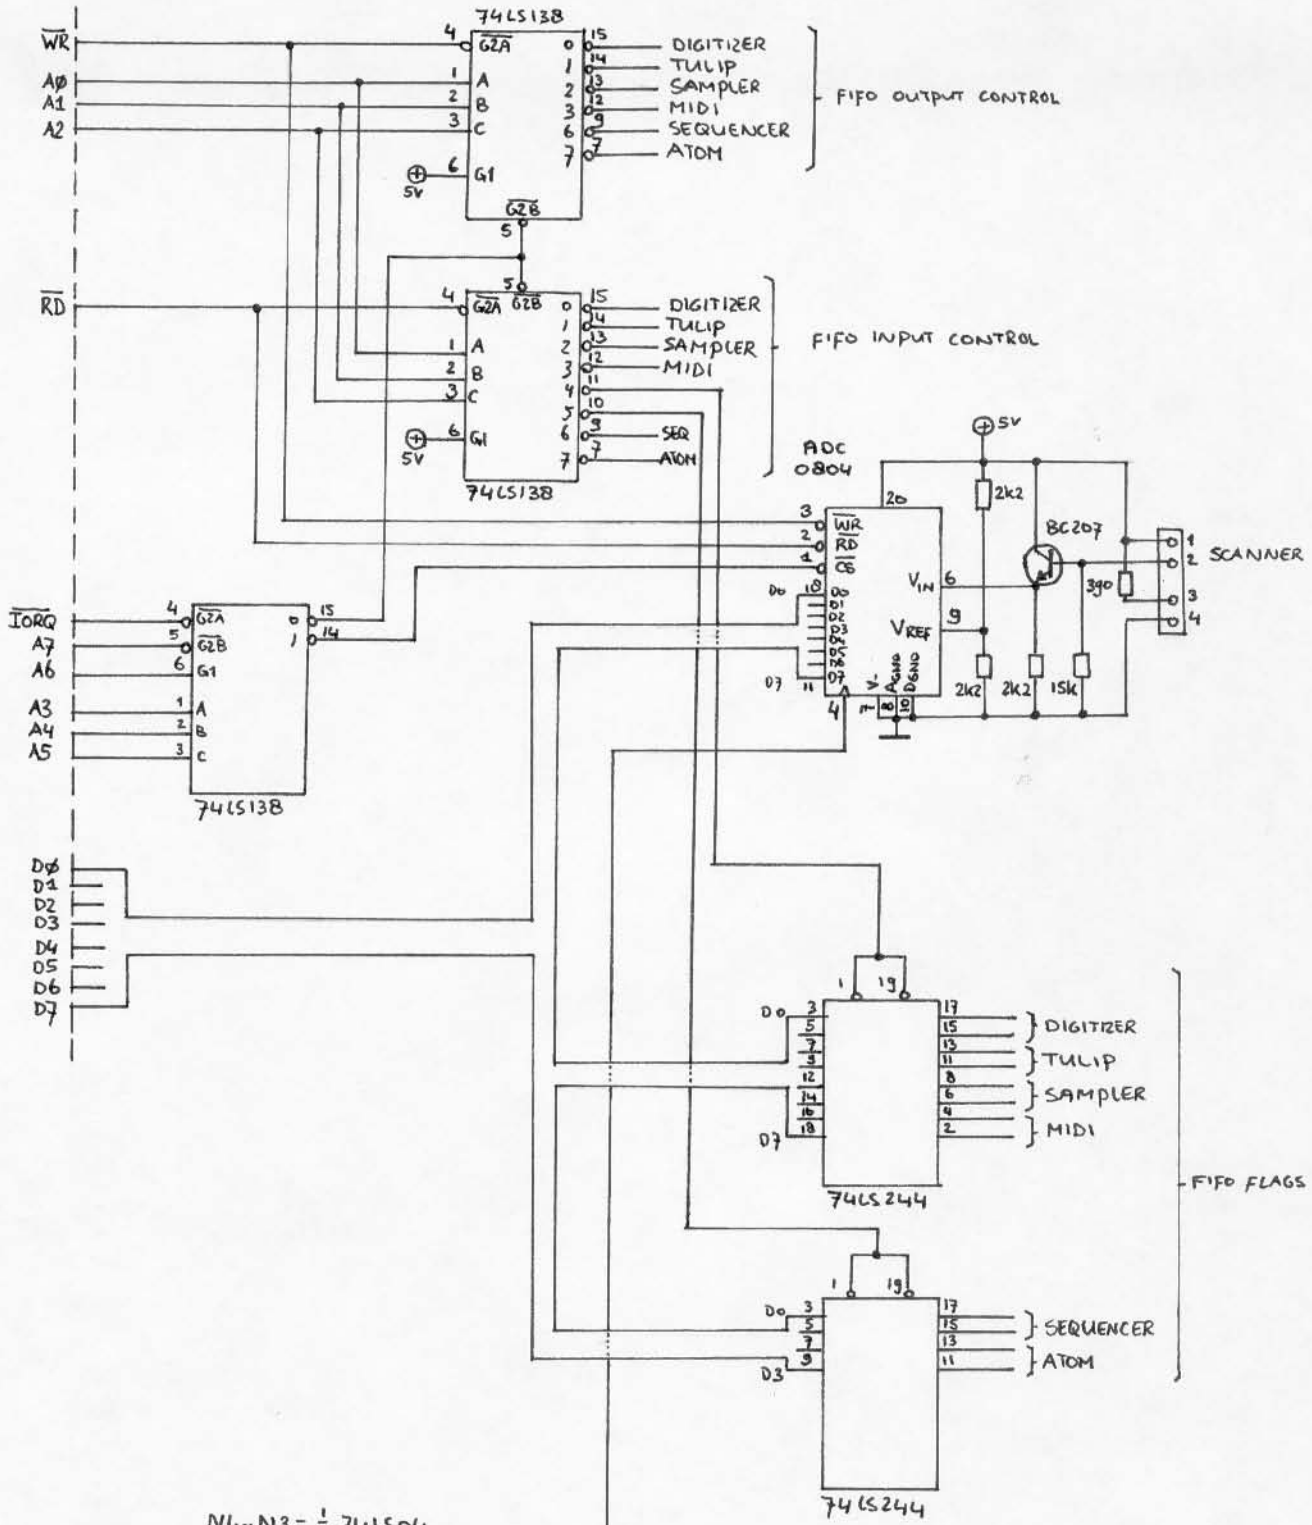 74LS138
WR
A0
A1
A2
4 G2A
1 A
2 B
3 C
6 G1
5V
G2B
5
0 15 DIGITIZER
1 14 TULIP
2 13 SAMPLER
3 12 MIDI
6 9 SEQUENCER
7 7 ATOM
FIFO OUTPUT CONTROL
RD
5
4 G2A G2B
1 A
2 B
3 C
6 G1
5V
0 15 DIGITIZER
1 14 TULIP
2 13 SAMPLER
3 12 MIDI
4 11
5 10
6 9 SEQ
7 7 ATOM
FIFO INPUT CONTROL
74LS138
ADC
0804
20
3 WR
2 RD
1 CS
D0 18 D0
D1
D2
D3
D4
D5
D6
D7 11 D7
4
VIN 6
VREF 9
V- AGND DGND
17 8 10
5V
2k2
BC207
390
2k2
2k2
15k
1
2
3
4
SCANNER
IORQ
A7
A6
A3
A4
A5
4 G2A
5 G2B
6 G1
1 A
2 B
3 C
0 15
1 14
74LS138
D0
D1
D2
D3
D4
D5
D6
D7
1 19
D0 3
5
7
9
12
14
16
D7 18
17
15
DIGITIZER
13
11
TULIP
8
6
SAMPLER
4
2
MIDI
74LS244
FIFO FLAGS
1 19
D0 3
5
7
D3 9
17
15
SEQUENCER
13
11
ATOM
74LS244